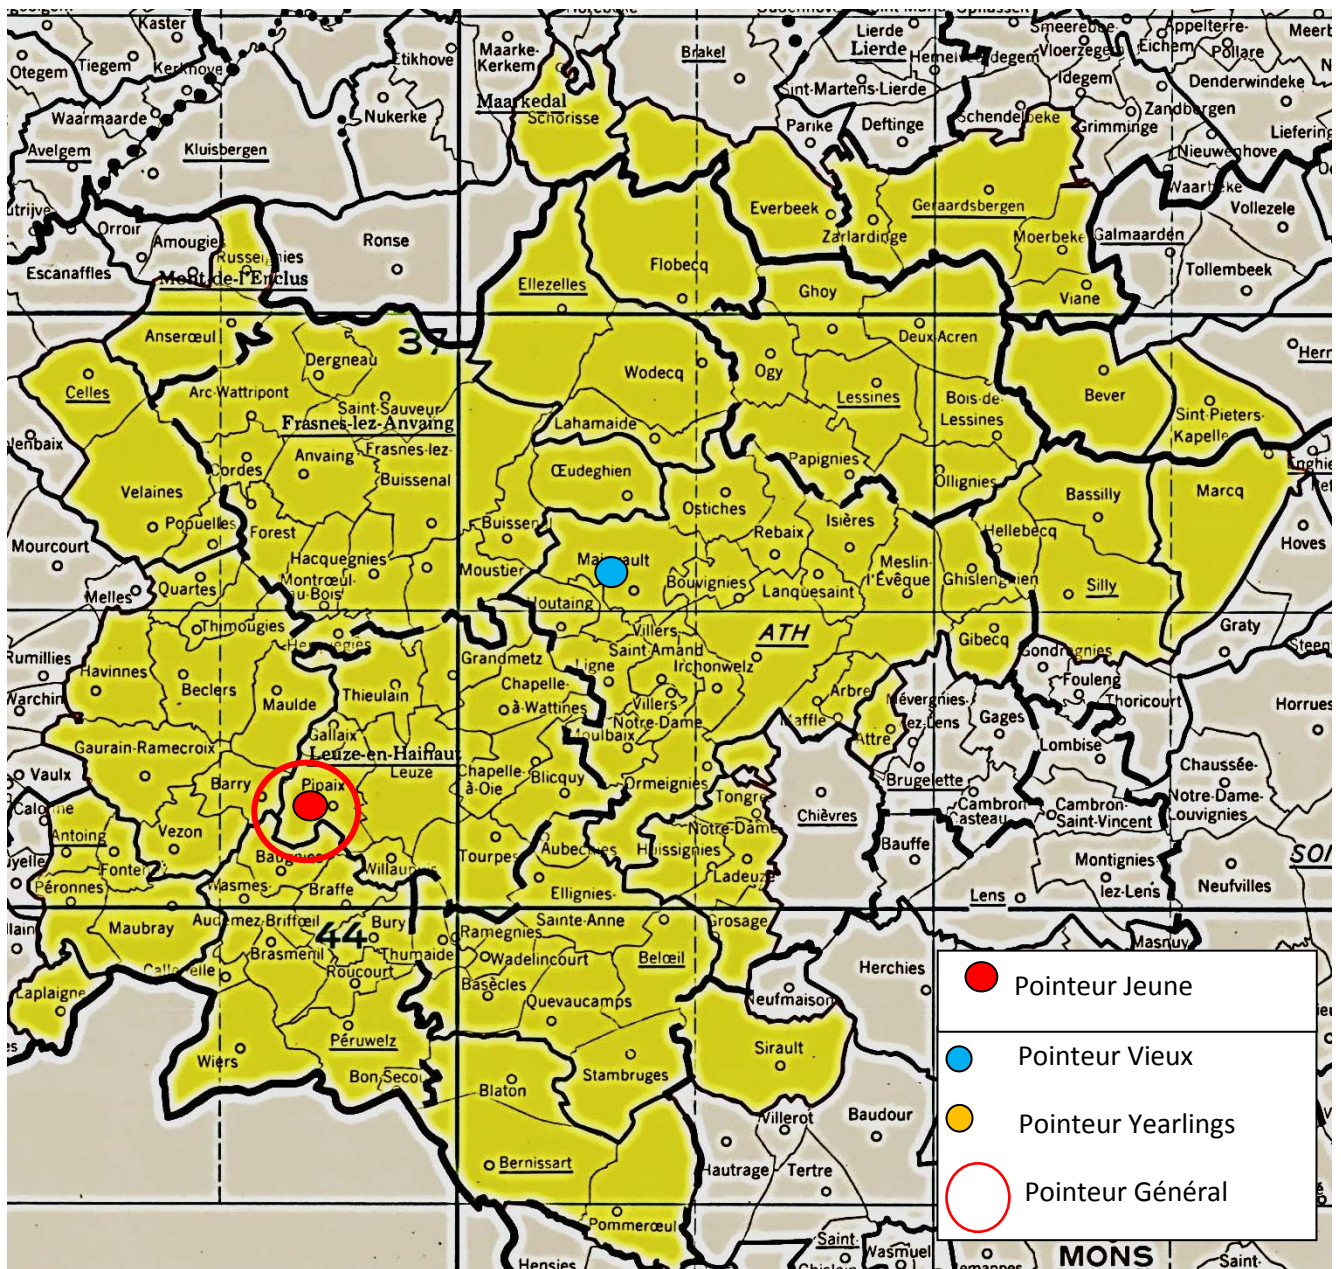 Kaster
Tiegem
Otegem
Kerkhove
Etikhove
Maarke-
Kerkem
Brakel
Lierde
Lierde
Hemelveerdegem
Sint-Martens-Lierde
Parike
Deftinge
Smeerebbe-
Vloerzegem
Appelterre-
Eichem
Pollare
Idegem
Denderwindeke
Zandbergen
Schendelbeke
Grimminge
Nieuwenhove
Waarbeke
Vollezele
Waarmaarde
Avelgem
Kluisbergen
Nukerke
Maarkedal
Schorisse
Everbeek
Zarlardinge
Geraardsbergen
Moerbeke
Viane
Galmaarden
Tollembeek
Orroir
Amougies
Escanaffles
Russeignies
Mont-de-l'Enclus
Ronse
Ellezelles
Flobecq
Ghoy
Deux-Acren
Anserœul
37
Dergneau
Celles
Arc-Wattripont
Saint-Sauveur
Frasnes-lez-Anvaing
Anvaing
Frasnes-lez-
Buissenal
Cordes
Wodecq
Lahamaide
Ogy
Lessines
Bois-de-
Lessines
Bever
Sint-Pieters-
Kapelle
Papignies
Ollignies
Œudeghien
Velaines
Popuelles
Forest
Hacquegnies
Montrœul-
au-Bois
Moustier
Ostiches
Rebaix
Isières
Bassilly
Marcq
Hellebecq
Hoves
Mourcourt
Melles
Quartes
Thimougies
Bouvignies
Lanquesaint
Meslin-
l'Évêque
Ghislenghien
Silly
Gibecq
Graty
Houtaing
Villers
Saint-Amand
ATH
Irchonwelz
Ligne
Rumillies
Havinnes
Beclers
Maulde
Thieulain
Grandmetz
Chapelle-
à-Wattines
Villers
Notre-Dame
Moulbaix
Arbre
Maffle
Attre
Gondregnies
Fouleng
Thoricourt
Gages
Lombise
Horrues
Warchin
Gaurain-Ramecroix
Gallaix
Leuze-en-Hainaut
Leuze
Pipaix
Barry
Chapelle-
à-Oie
Blicquy
Ormeignies
Tongre-
Notre-Dame
Huissignies
Ladeuze
Chièvres
Brugelette
Cambron-
Casteau
Cambron-
Saint-Vincent
Chaussée-
Notre-Dame-
Louvignies
Vaulx
Vezon
Antoing
Fontenoy
Péronnes
Maubray
Wasmes-
Audemez-Briffœil
Braffe
Bury
44
Brasmenil
Roucourt
Thumaide
Tourpes
Ellignies-
Sainte-Anne
Ramegnies
Wadelincourt
Belœil
Grosage
Bauffe
Lens
Montignies
lez-Lens
Neufvilles
Masnuy
Herchies
Neufmaison
Laplaigne
Wiers
Péruwelz
Basècles
Quevaucamps
Stambruges
Blaton
Sirault
Bernissart
Villerot
Baudour
Hautrage
Tertre
Pommerœul
Hensies
Saint-
Wasmuel
MONS
Saint-
Pointeur Jeune
Pointeur Vieux
Pointeur Yearlings
Pointeur Général